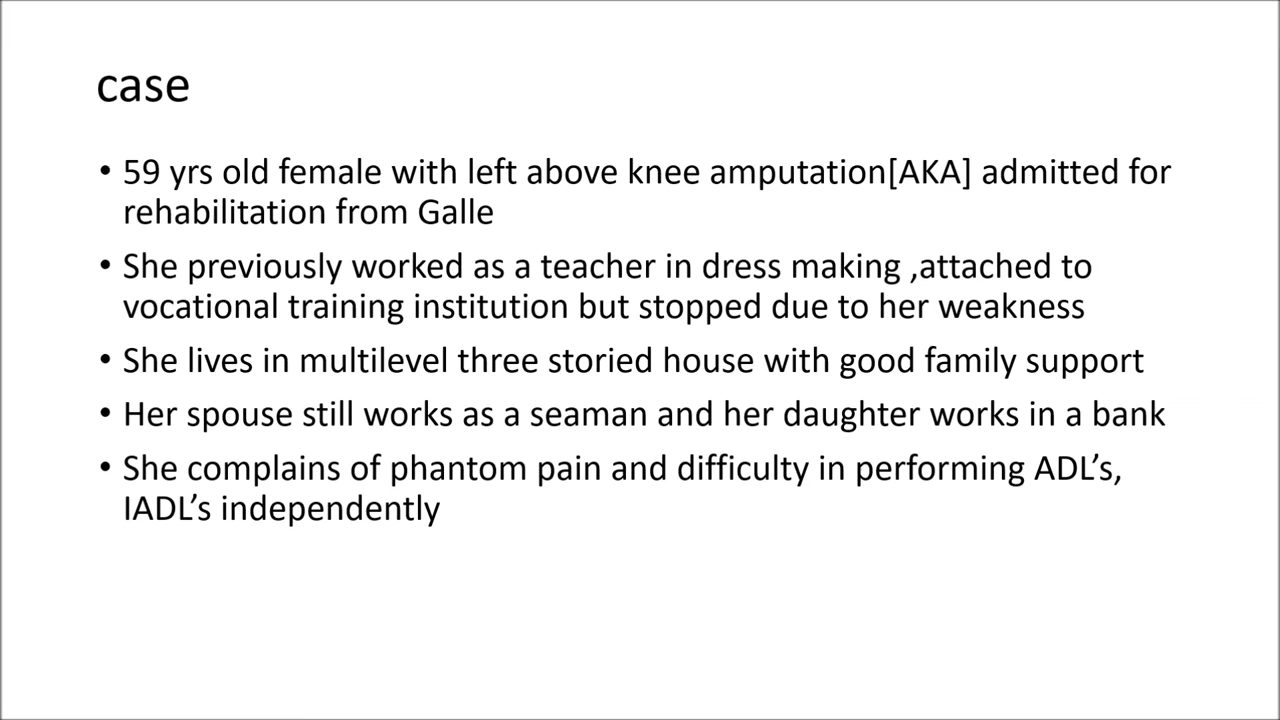 case
• 59 yrs old female with left above knee amputation[AKA] admitted for
rehabilitation from Galle
• She previously worked as a teacher in dress making ,attached to
vocational training institution but stopped due to her weakness
• She lives in multilevel three storied house with good family support
• Her spouse still works as a seaman and her daughter works in a bank
• She complains of phantom pain and difficulty in performing ADL’s,
IADL’s independently